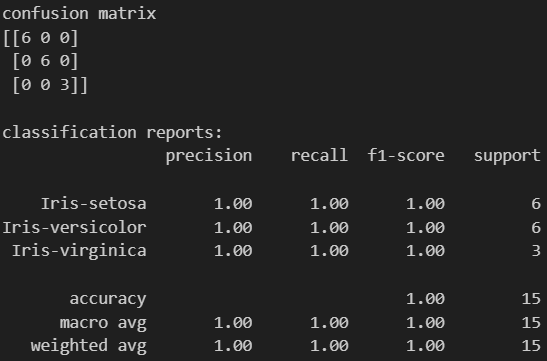 confusion matrix
[[6 0 0]
[0 6 0]
[0 0 3]]
classification reports:
precision recall f1-score support
Iris-setosa 1.00 1.00 1.00 6
Iris-versicolor 1.00 1.00 1.00 6
Iris-virginica 1.00 1.00 1.00 3
accuracy 1.00 15
macro avg 1.00 1.00 1.00 15
weighted avg 1.00 1.00 1.00 15